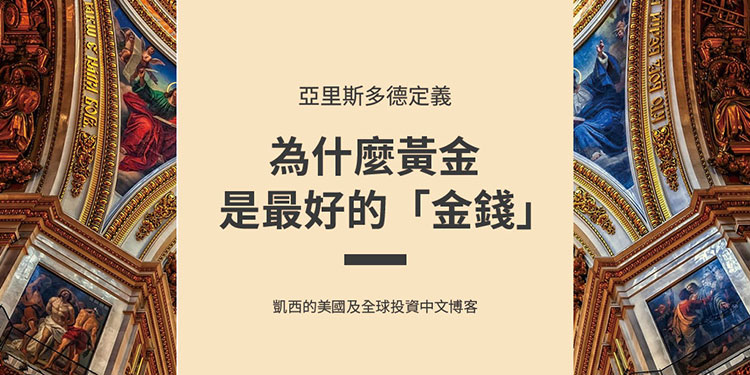 亞里斯多德定義
為什麼黃金
是最好的「金錢」
凱西的美國及全球投資中文博客